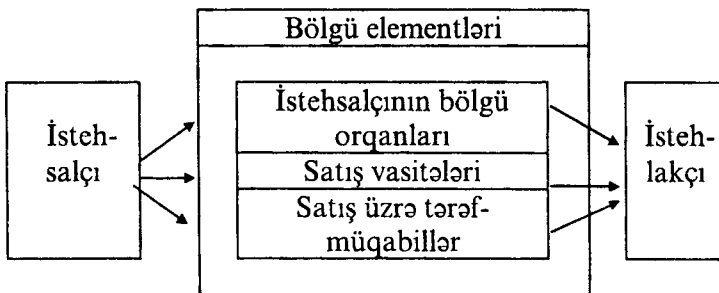 Bölgü elementləri
İsteh-
salçı
İstehsalçının bölgü
orqanları
Satış vasitələri
Satış üzrə tərəf-
müqabillər
İsteh-
lakçı